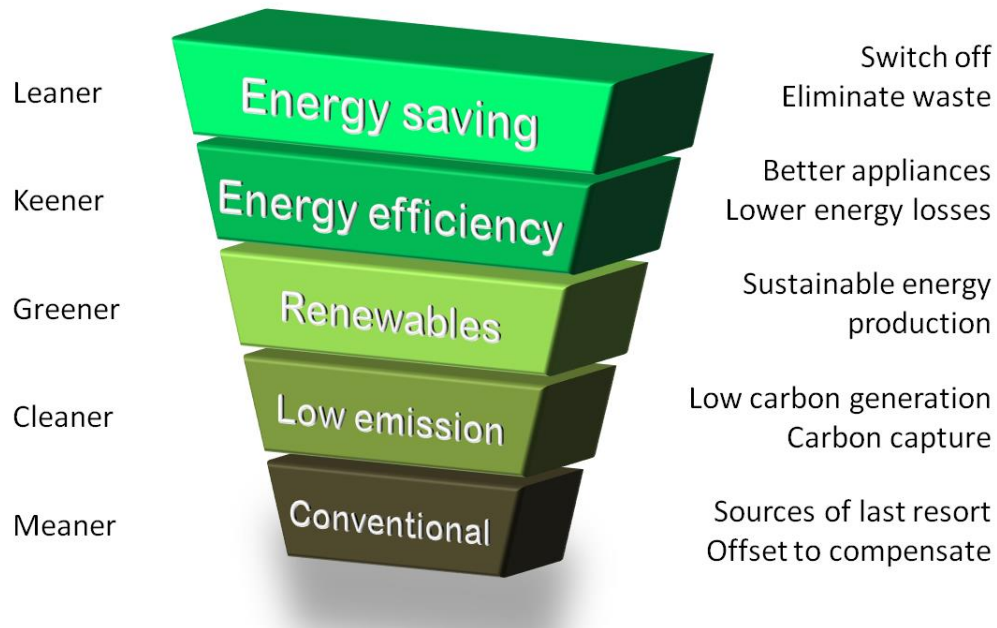 Leaner
Energy saving
Switch off
Eliminate waste
Keener
Energy efficiency
Better appliances
Lower energy losses
Greener
Renewables
Sustainable energy
production
Cleaner
Low emission
Low carbon generation
Carbon capture
Meaner
Conventional
Sources of last resort
Offset to compensate